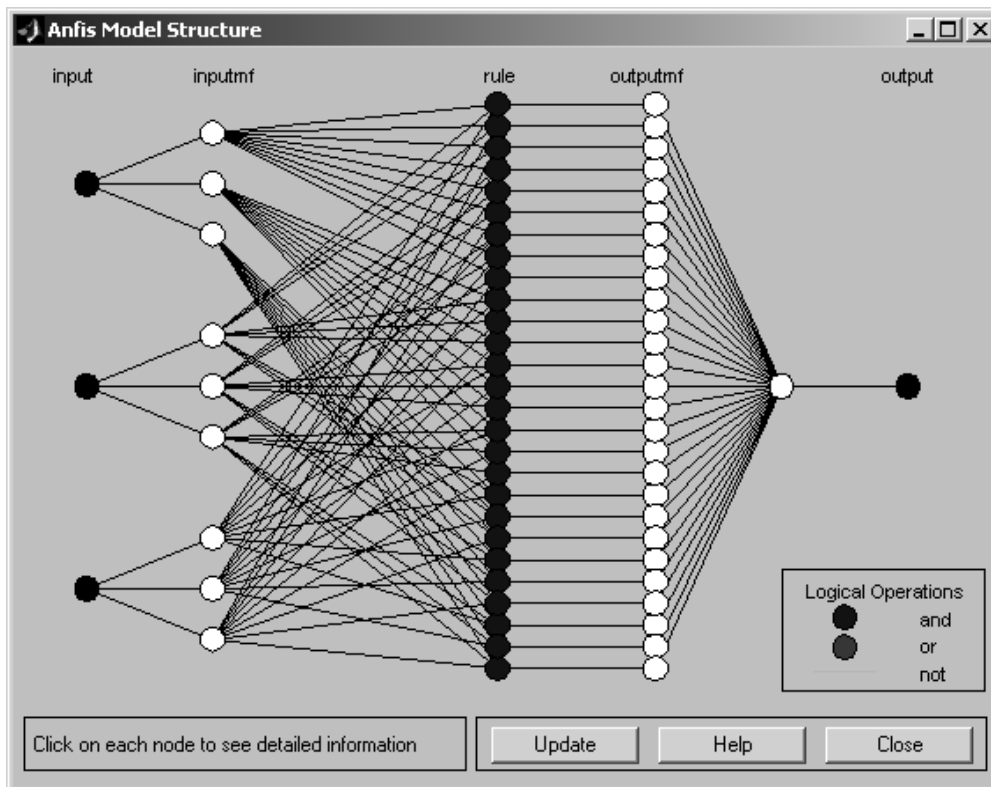 Anfis Model Structure
input inputmf rule outputmf output
Logical Operations
and
or
not
Click on each node to see detailed information
Update Help Close